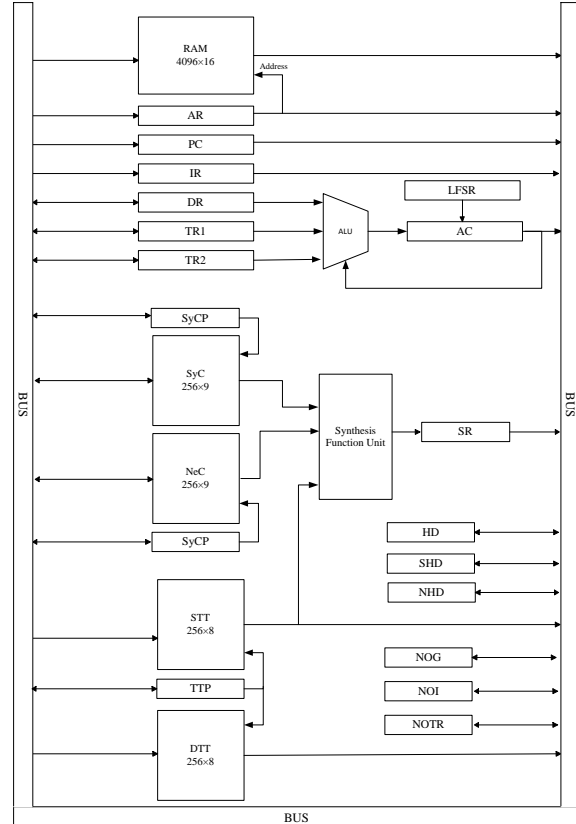 RAM
4096×16
Address
AR
PC
IR
DR
TR1
TR2
ALU
LFSR
AC
SyCP
SyC
256×9
NeC
256×9
SyCP
Synthesis
Function Unit
SR
HD
SHD
NHD
STT
256×8
TTP
DTT
256×8
NOG
NOI
NOTR
BUS
BUS
BUS